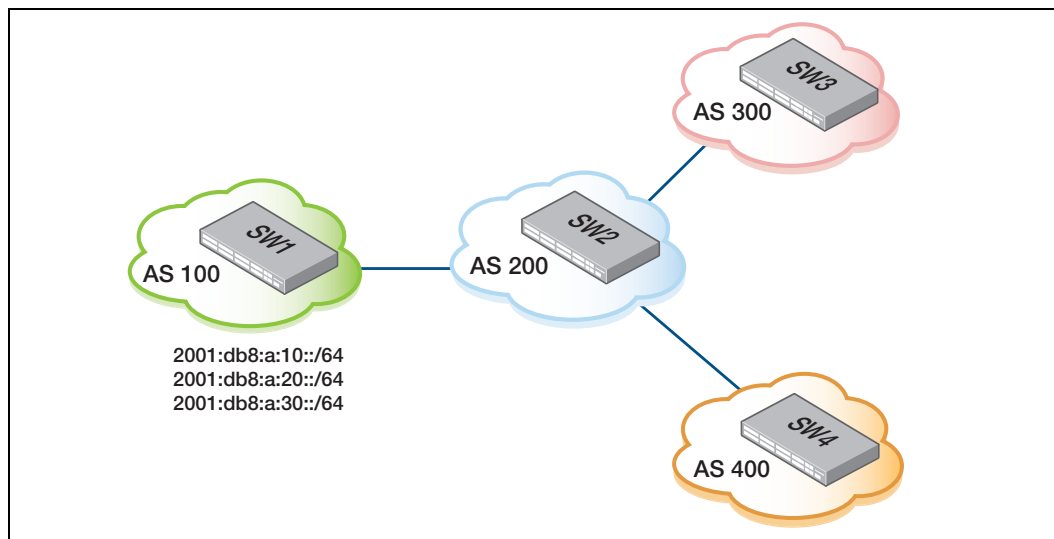 SW3
AS 300
SW1
AS 100
SW2
AS 200
2001:db8:a:10::/64
2001:db8:a:20::/64
2001:db8:a:30::/64
SW4
AS 400